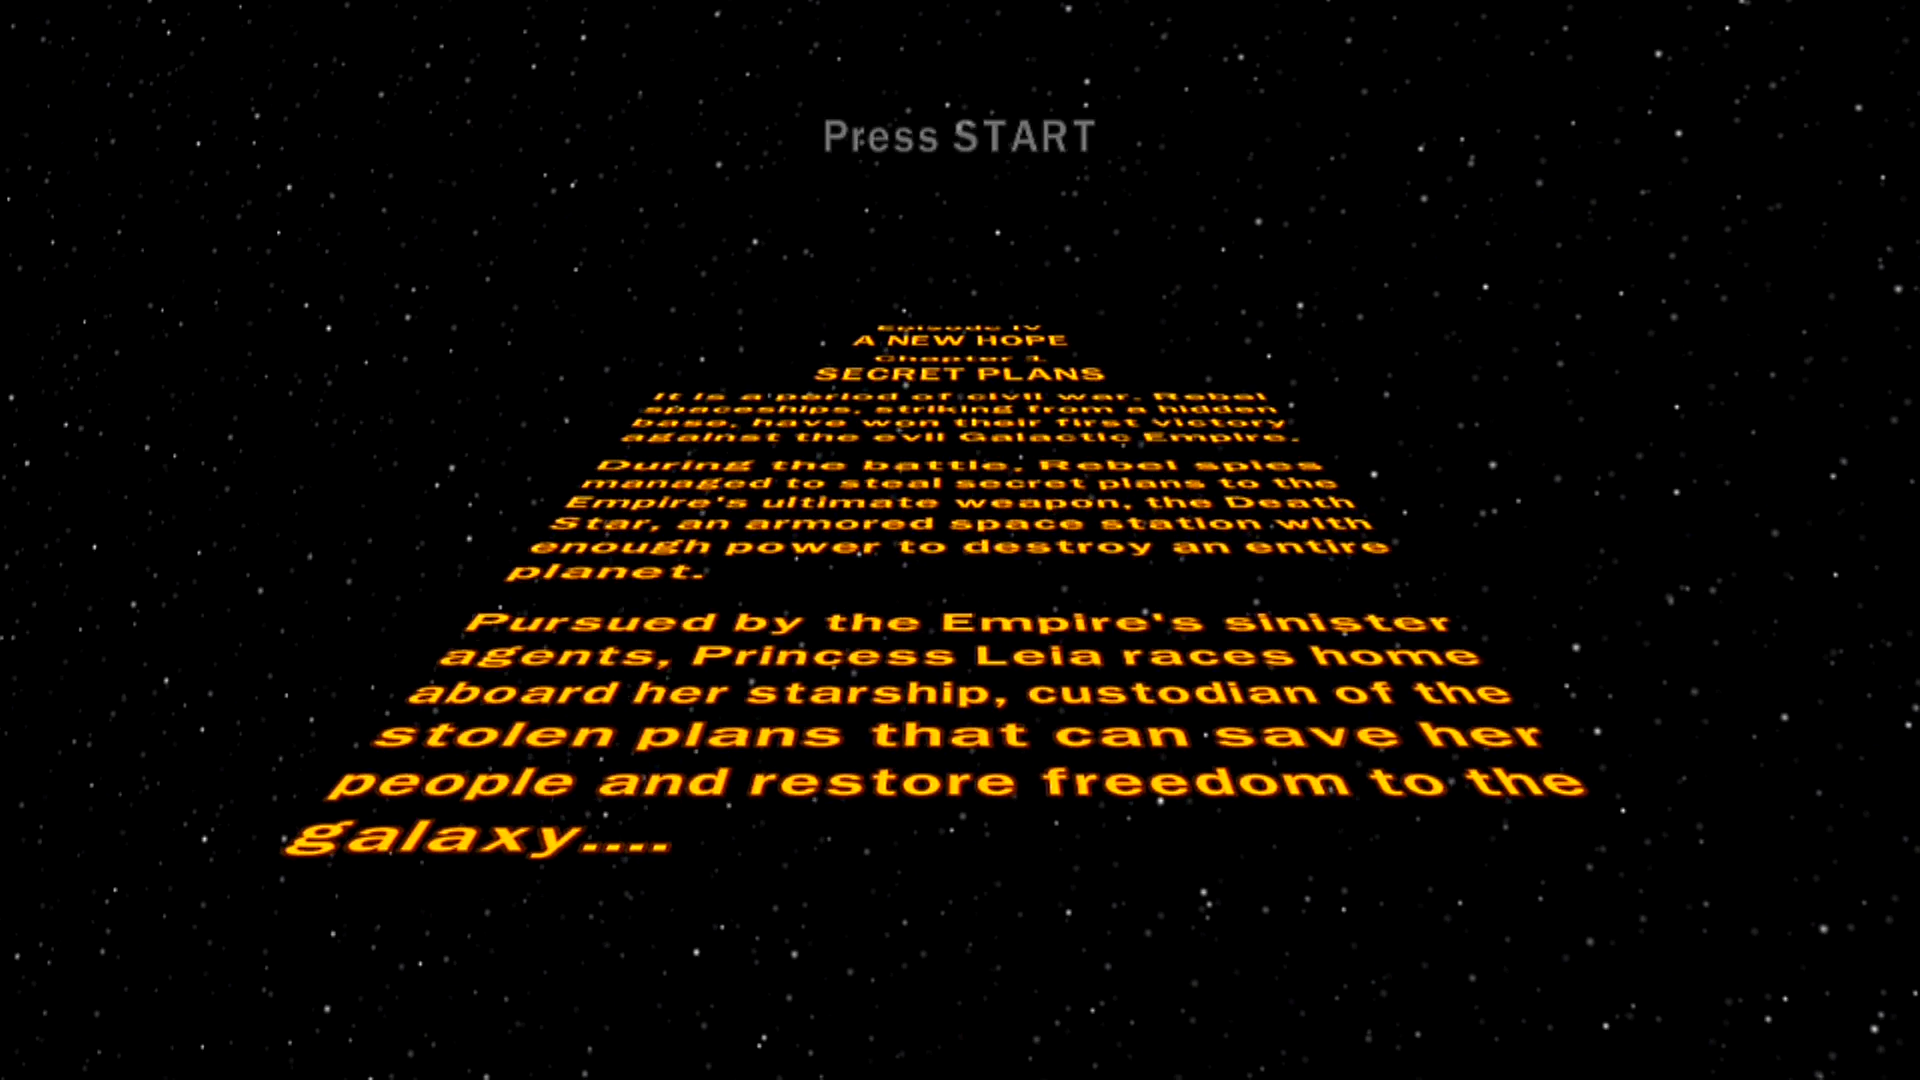 Press START
Episode IV
A NEW HOPE
Chapter 1
SECRET PLANS
It is a period of civil war. Rebel
spaceships, striking from a hidden
base, have won their first victory
against the evil Galactic Empire.
During the battle, Rebel spies
managed to steal secret plans to the
Empire's ultimate weapon, the Death
Star, an armored space station with
enough power to destroy an entire
planet.
Pursued by the Empire's sinister
agents, Princess Leia races home
aboard her starship, custodian of the
stolen plans that can save her
people and restore freedom to the
galaxy....